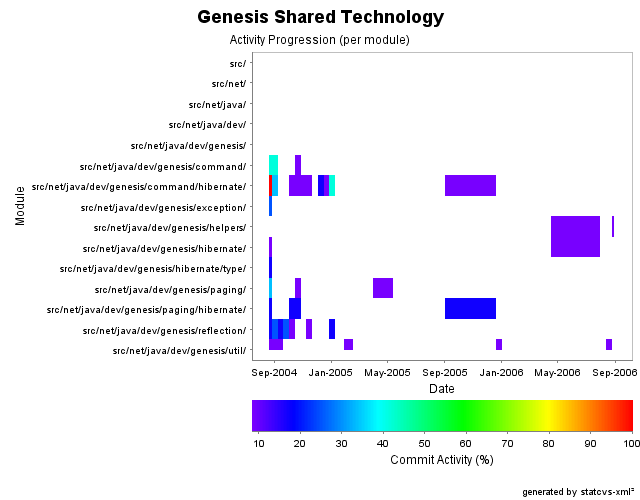 Genesis Shared Technology
Activity Progression (per module)
src/
src/net/
src/net/java/
src/net/java/dev/
src/net/java/dev/genesis/
src/net/java/dev/genesis/command/
src/net/java/dev/genesis/command/hibernate/
src/net/java/dev/genesis/exception/
src/net/java/dev/genesis/helpers/
src/net/java/dev/genesis/hibernate/
src/net/java/dev/genesis/hibernate/type/
src/net/java/dev/genesis/paging/
src/net/java/dev/genesis/paging/hibernate/
src/net/java/dev/genesis/reflection/
src/net/java/dev/genesis/util/
Module
Sep-2004 Jan-2005 May-2005 Sep-2005 Jan-2006 May-2006 Sep-2006
Date
10 20 30 40 50 60 70 80 90 100
Commit Activity (%)
generated by statcvs-xml²